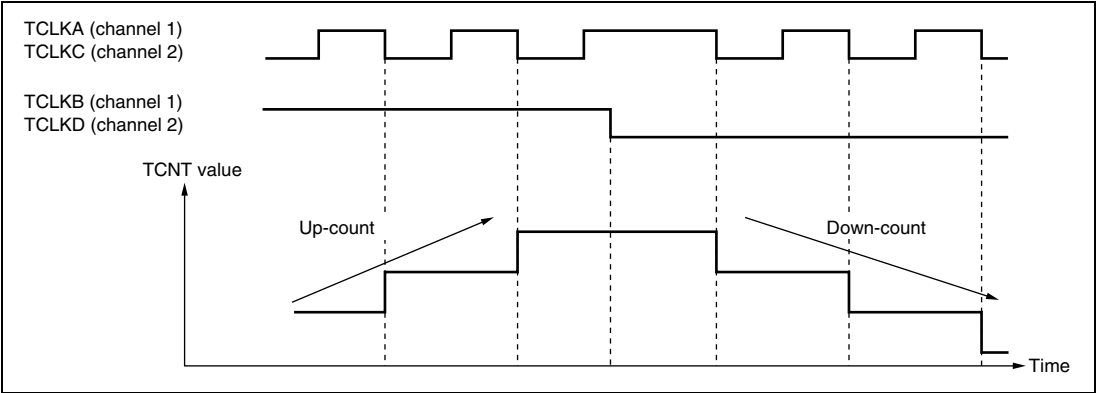 TCLKA (channel 1)
TCLKC (channel 2)
TCLKB (channel 1)
TCLKD (channel 2)
TCNT value
Up-count
Down-count
Time